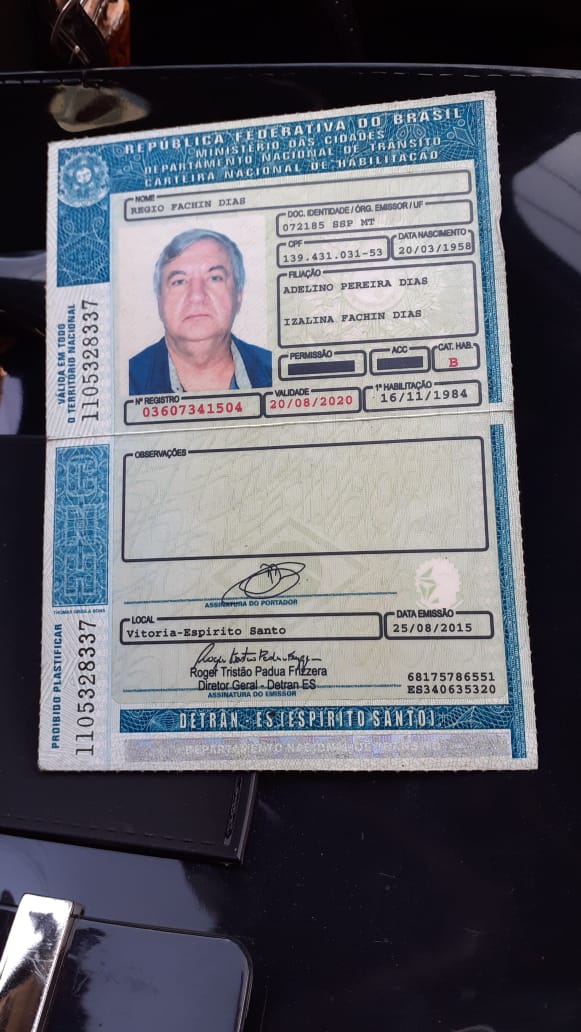 REPÚBLICA FEDERATIVA DO BRASIL
MINISTÉRIO DAS CIDADES
DEPARTAMENTO NACIONAL DE TRÂNSITO
CARTEIRA NACIONAL DE HABILITAÇÃO
NOME
REGIO FACHIN DIAS
DOC. IDENTIDADE / ÓRG. EMISSOR / UF
072185 SSP MT
CPF
139.431.031-53
DATA NASCIMENTO
20/03/1958
FILIAÇÃO
ADELINO PEREIRA DIAS
IZALINA FACHIN DIAS
PERMISSÃO
ACC
CAT. HAB.
B
Nº REGISTRO
03607341504
VALIDADE
20/08/2020
1ª HABILITAÇÃO
16/11/1984
VÁLIDA EM TODO
O TERRITÓRIO NACIONAL
1105328337
OBSERVAÇÕES
ASSINATURA DO PORTADOR
LOCAL
Vitoria-Espirito Santo
DATA EMISSÃO
25/08/2015
Roger Tristão Padua Frizzera
Diretor Geral - Detran ES
ASSINATURA DO EMISSOR
68175786551
ES340635320
PROIBIDO PLASTIFICAR
1105328337
DETRAN - ES (ESPÍRITO SANTO)
DEPARTAMENTO NACIONAL DE TRÂNSITO